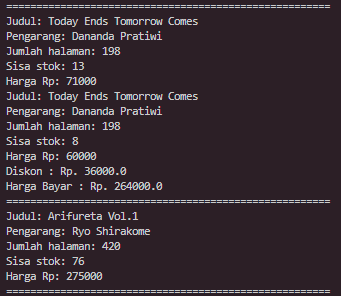 ======================================================
Judul: Today Ends Tomorrow Comes
Pengarang: Dananda Pratiwi
Jumlah halaman: 198
Sisa stok: 13
Harga Rp: 71000
Judul: Today Ends Tomorrow Comes
Pengarang: Dananda Pratiwi
Jumlah halaman: 198
Sisa stok: 8
Harga Rp: 60000
Diskon : Rp. 36000.0
Harga Bayar : Rp. 264000.0
======================================================
Judul: Arifureta Vol.1
Pengarang: Ryo Shirakome
Jumlah halaman: 420
Sisa stok: 76
Harga Rp: 275000
======================================================